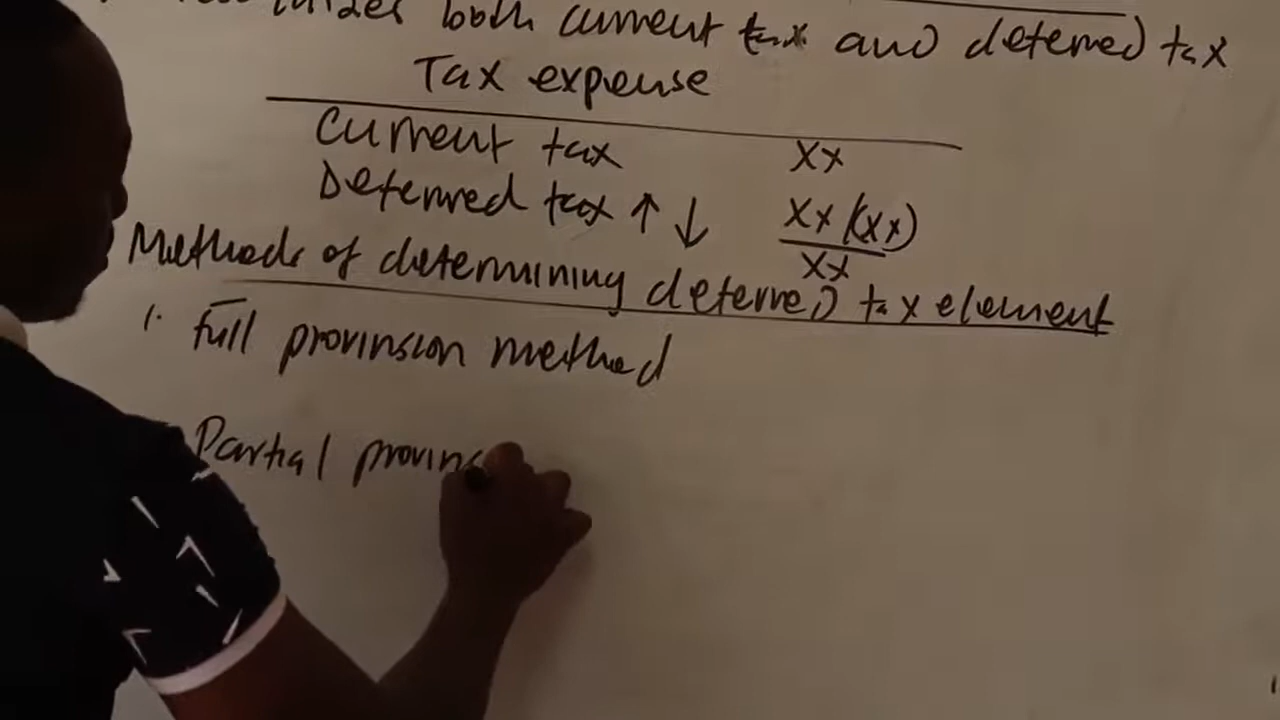 both current tax and deferred tax
Tax expense
Current tax xx
Deferred tax ↑ ↓ xx/(xx)
xx
Methods of determining deferred tax element
1. Full provinsion method
Partial provins